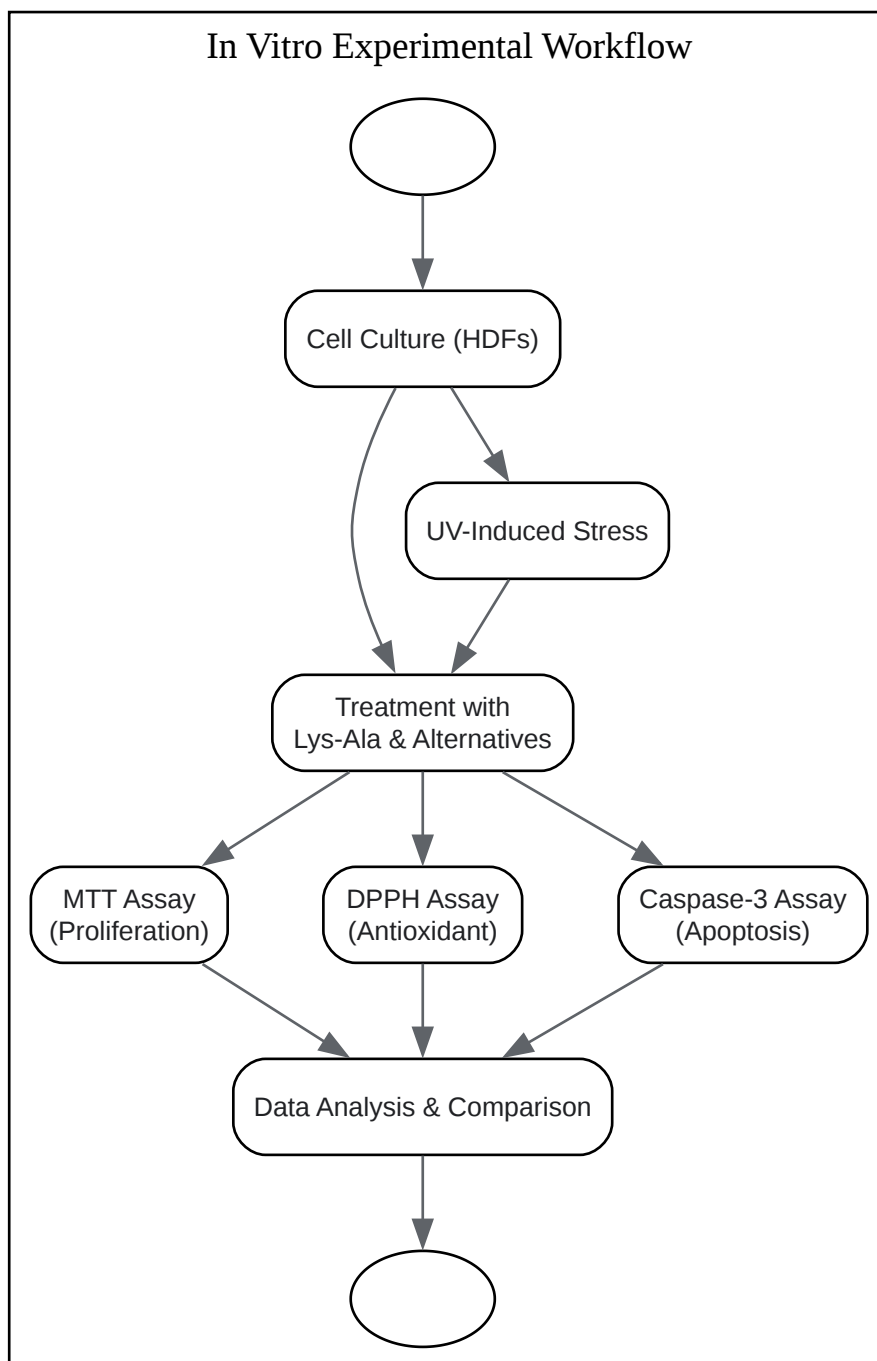 In Vitro Experimental Workflow
Cell Culture (HDFs)
UV-Induced Stress
Treatment with
Lys-Ala & Alternatives
MTT Assay
(Proliferation)
DPPH Assay
(Antioxidant)
Caspase-3 Assay
(Apoptosis)
Data Analysis & Comparison